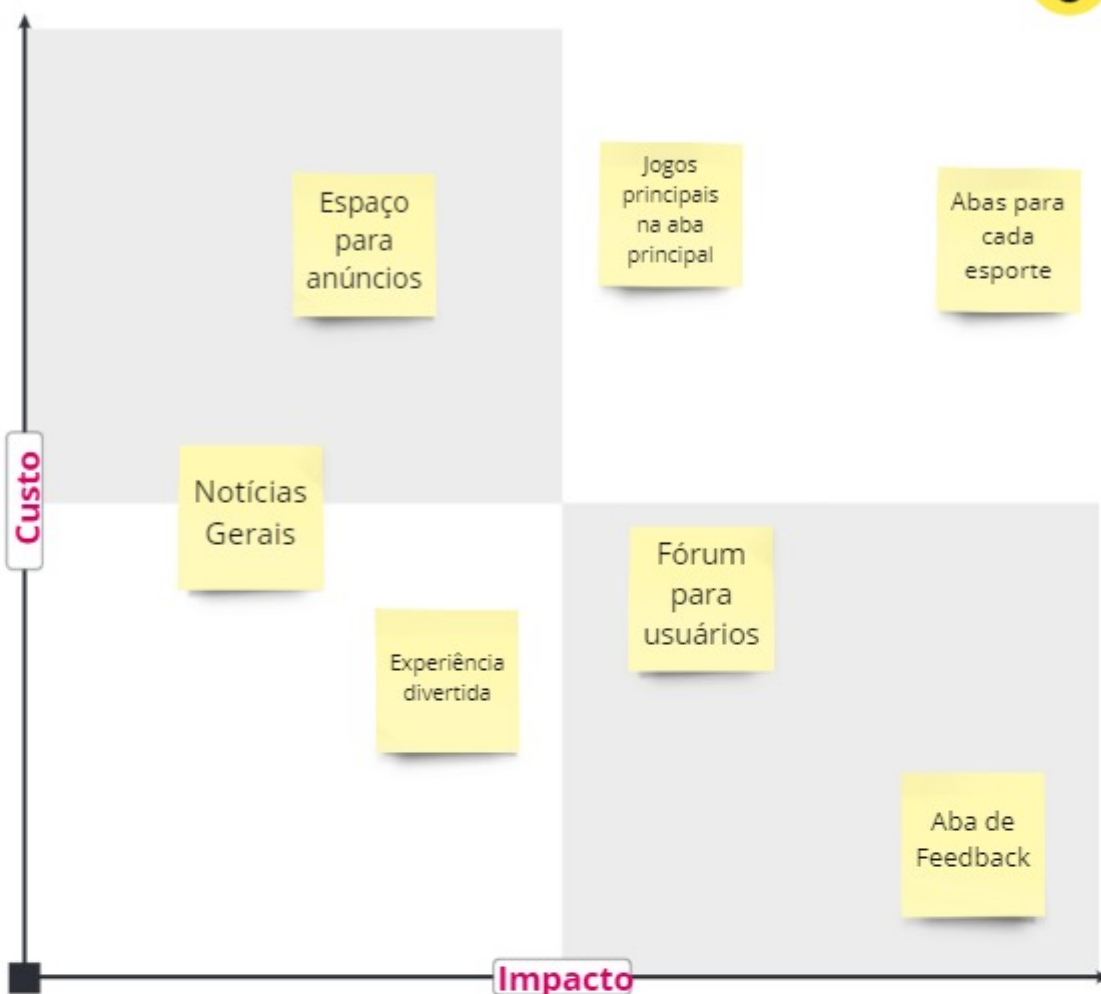 Jogos
principais
na aba
principal
Espaço
para
anúncios
Abas para
cada
esporte
Custo
Notícias
Gerais
Fórum
para
usuários
Experiência
divertida
Aba de
Feedback
Impacto